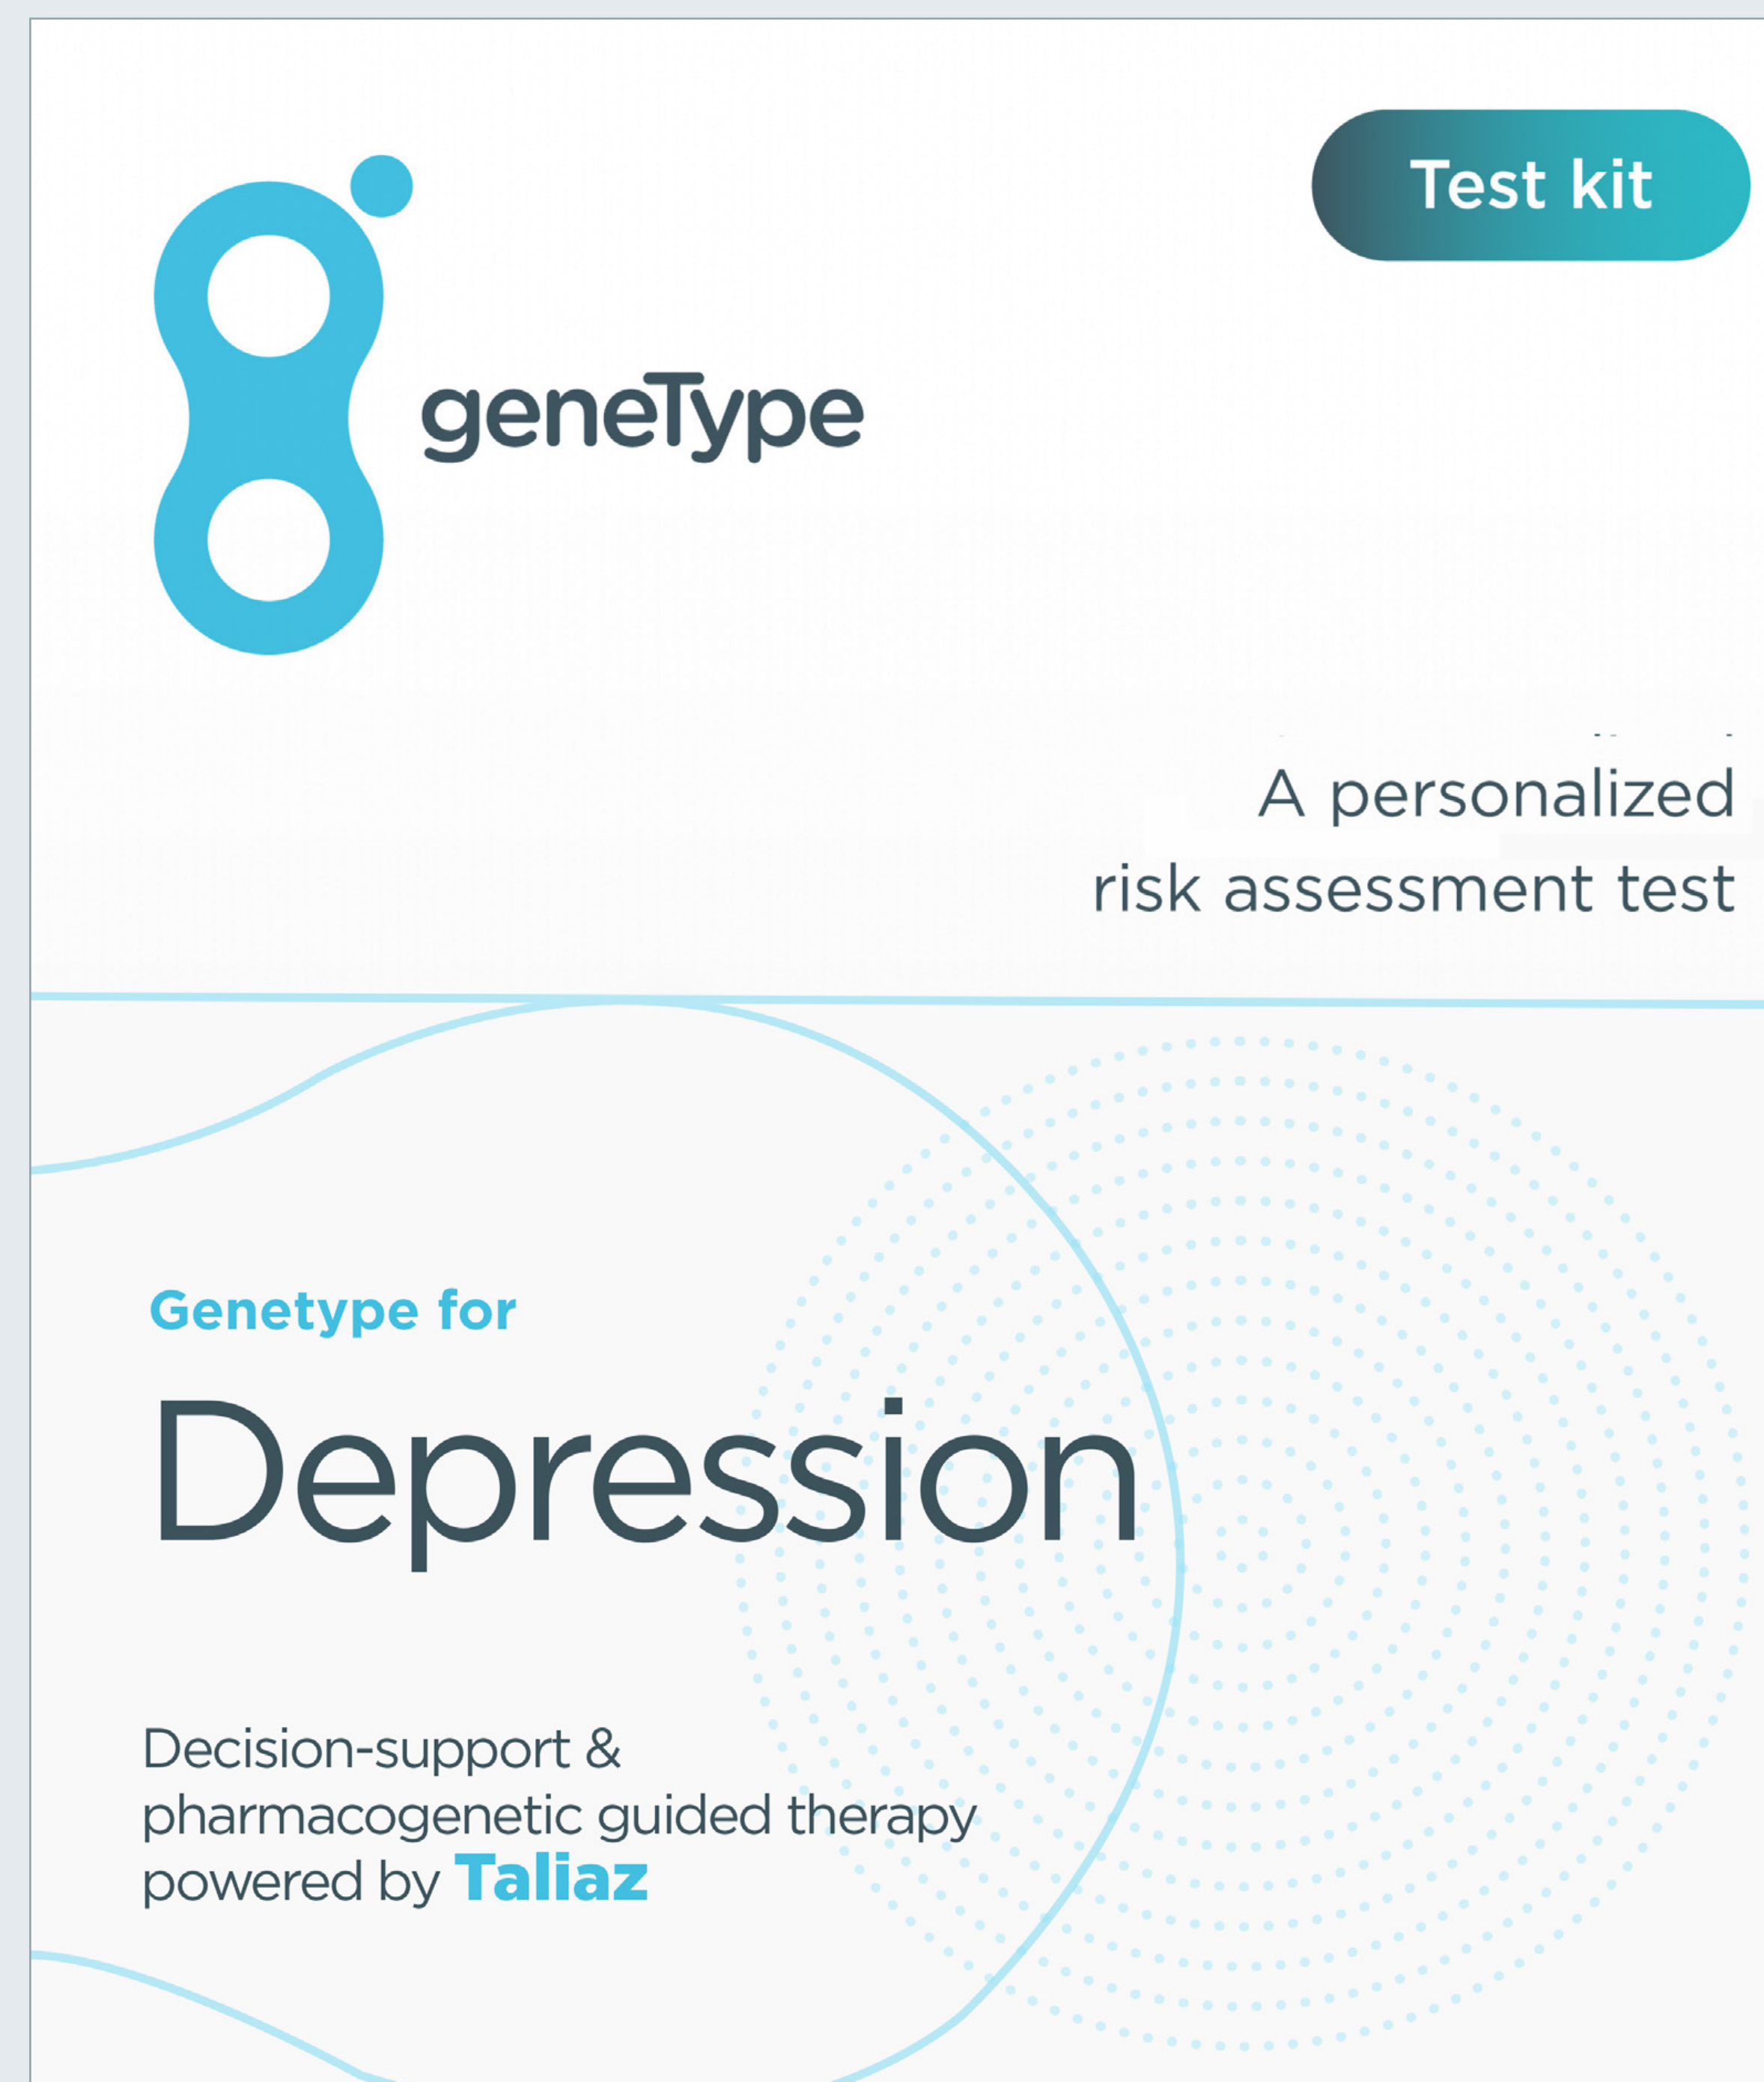 Test kit
geneType
A personalized
risk assessment test
Genetype for
Depression
Decision-support &
pharmacogenetic guided therapy
powered by Taliaz